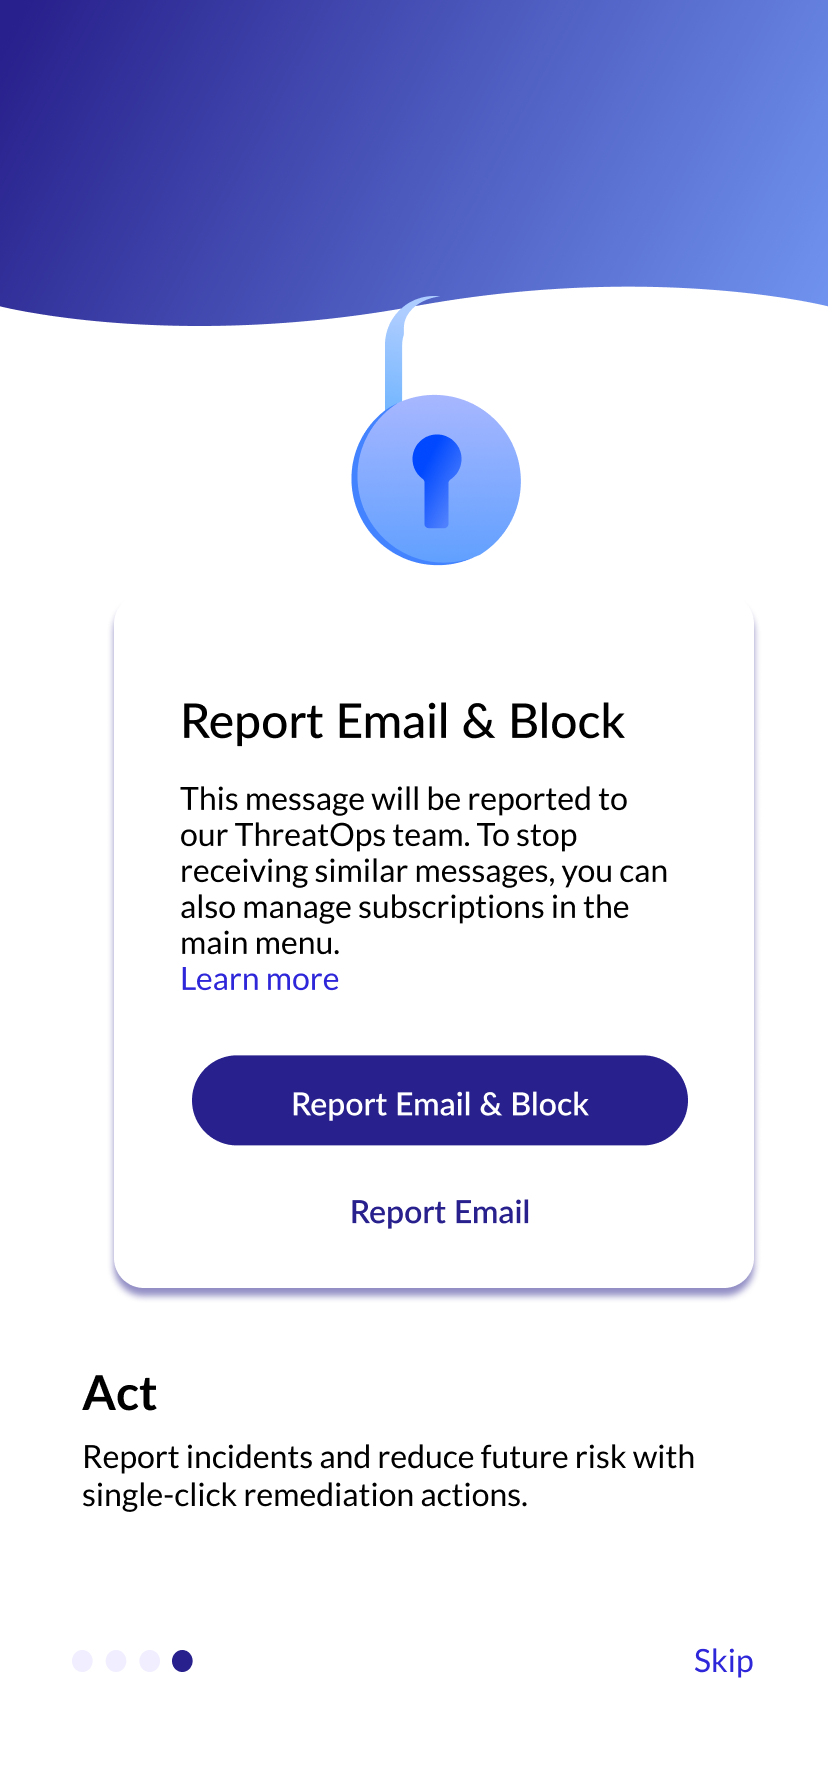 Report Email & Block
This message will be reported to
our ThreatOps team. To stop
receiving similar messages, you can
also manage subscriptions in the
main menu.
Learn more
Report Email & Block
Report Email
Act
Report incidents and reduce future risk with
single-click remediation actions.
Skip